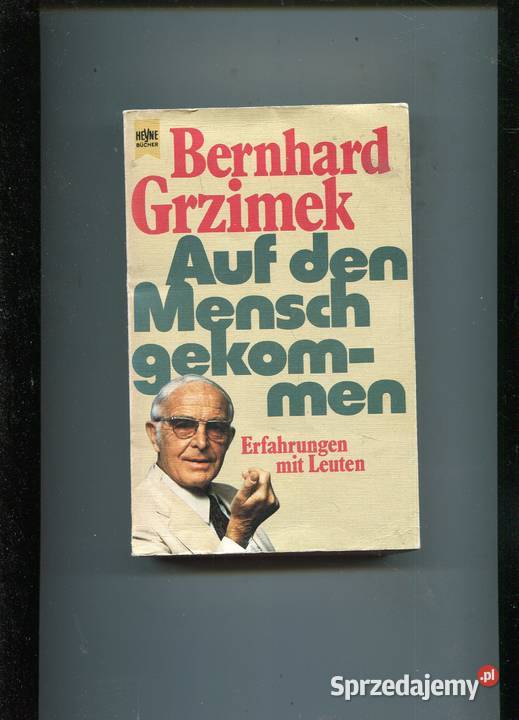 HEYNE
BÜCHER
Bernhard
Grzimek
Auf den
Mensch
gekom-
men
Erfahrungen
mit Leuten
Sprzedajemy.pl